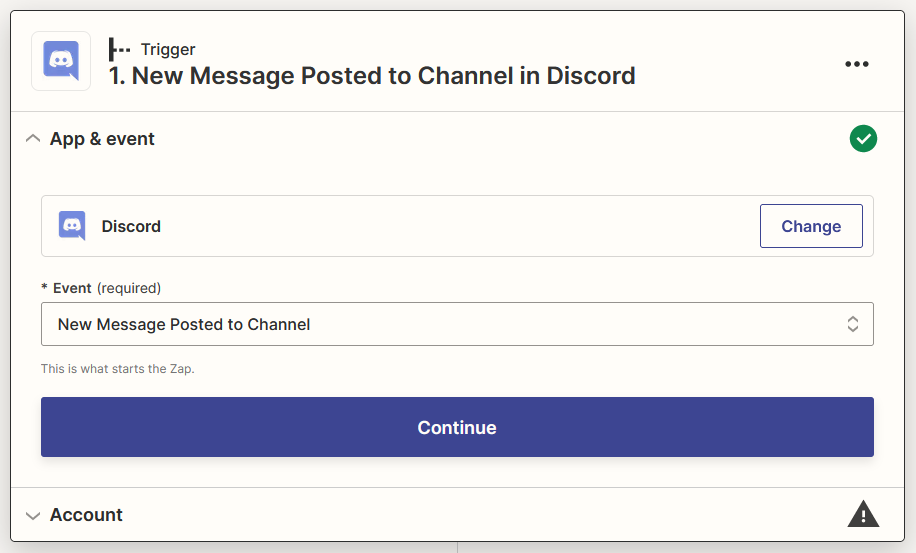 Trigger
1. New Message Posted to Channel in Discord
App & event
Discord
Change
* Event (required)
New Message Posted to Channel
This is what starts the Zap.
Continue
Account